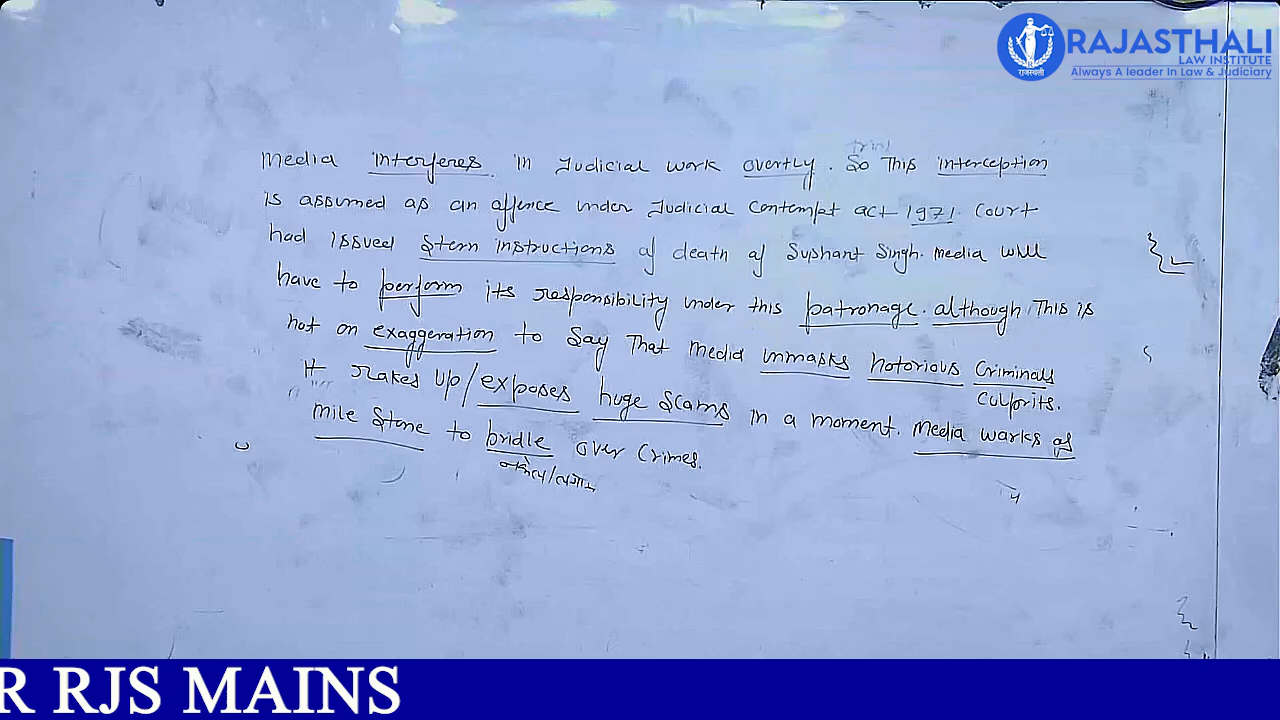 RAJASTHALI
LAW INSTITUTE
Always A leader In Law & Judiciary
राजस्थली
Media interferes in Judicial work overtly. So This interception
is assumed as an offence under Judicial Contempt act 1971. Court
had issued stern instructions of death of Sushant Singh. media will
have to perform its responsibility under this patronage. although This is
not an exaggeration to say That media unmasks notorious Criminals
Culprits.
It rakes up/exposes huge scams in a moment. Media works as
mile stone to bridle over crimes.
नकेल/लगाम
R RJS MAINS